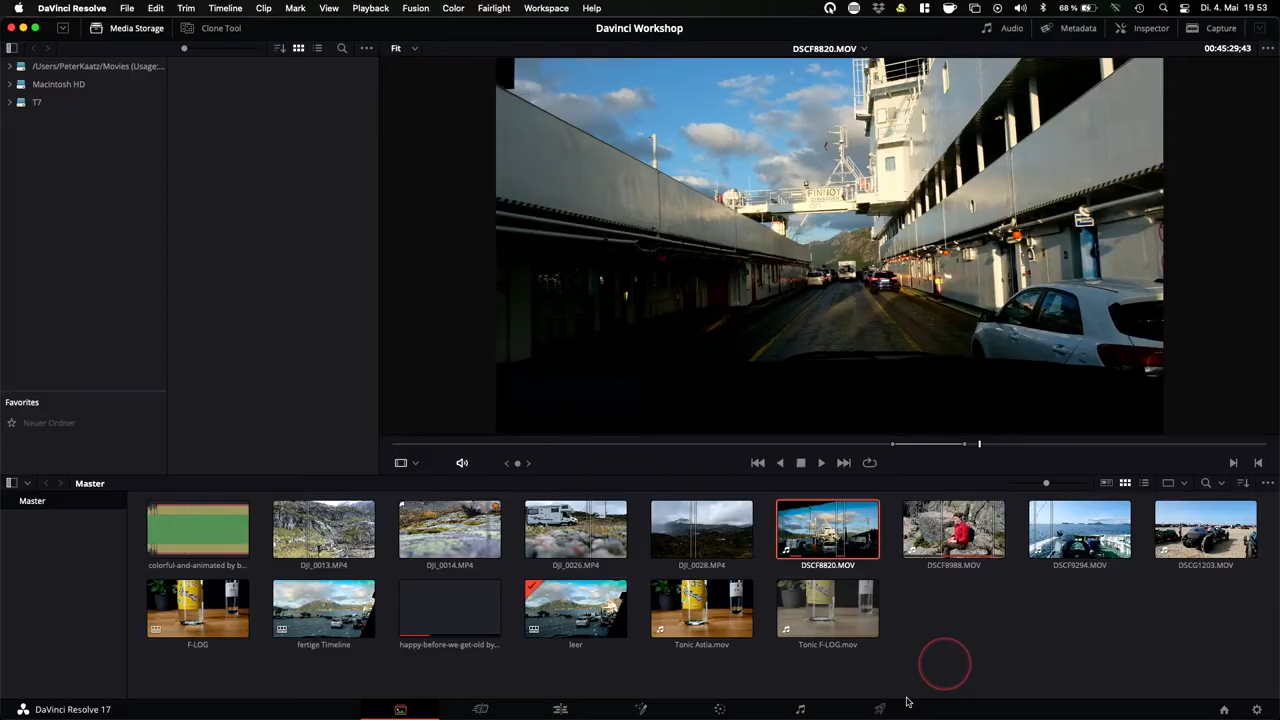 DaVinci Resolve File Edit Trim Timeline Clip Mark View Playback Fusion Color Fairlight Workspace Help 68 % Di. 4. Mai 19 53
Media Storage Clone Tool DaVinci Workshop Audio Metadata Inspector Capture
Fit DSCF8820.MOV 00:45:29;43
/Users/PeterKaatz/Movies (Usage:...
Macintosh HD
T7
FINNØY
Favorites
Neuer Ordner
Master
Master
colorful-and-animated by b... DJI_0013.MP4 DJI_0014.MP4 DJI_0026.MP4 DJI_0028.MP4 DSCF8820.MOV DSCF8988.MOV DSCF9294.MOV DSCG1203.MOV
F-LOG fertige Timeline happy-before-we-get-old by... leer Tonic Astia.mov Tonic F-LOG.mov
DaVinci Resolve 17